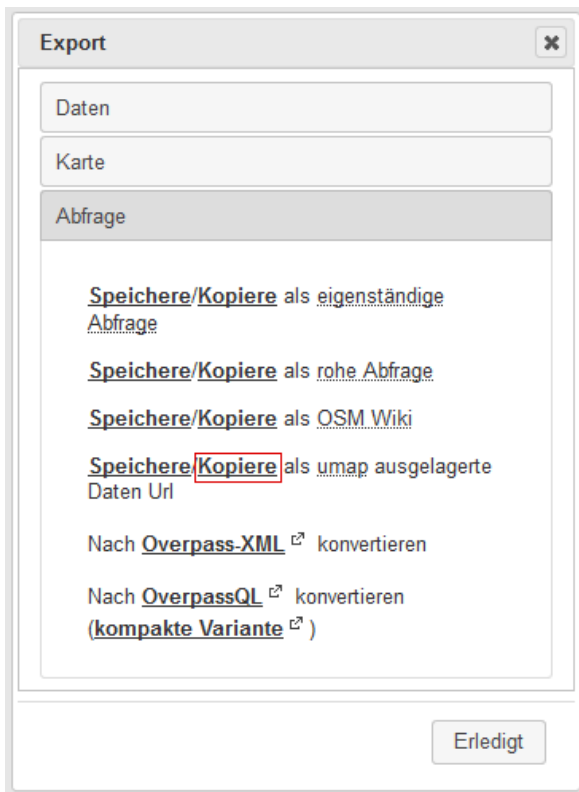 Export
Daten
Karte
Abfrage
Speichere/Kopiere als eigenständige
Abfrage
Speichere/Kopiere als rohe Abfrage
Speichere/Kopiere als OSM Wiki
Speichere/Kopiere als umap ausgelagerte
Daten Url
Nach Overpass-XML konvertieren
Nach OverpassQL konvertieren
(kompakte Variante )
Erledigt